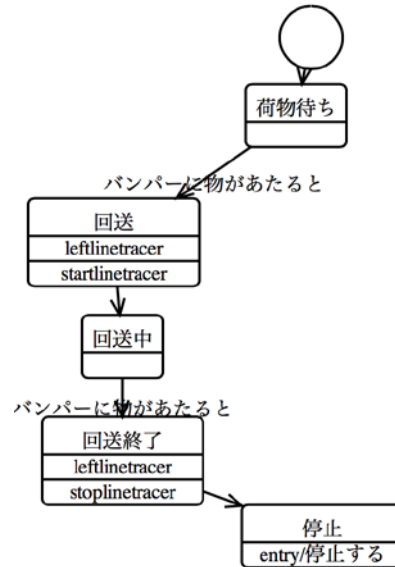 荷物待ち
バンパーに物があたると
回送
leftlinetracer
startlinetracer
回送中
バンパーに物があたると
回送終了
leftlinetracer
stoplinetracer
停止
entry/停止する